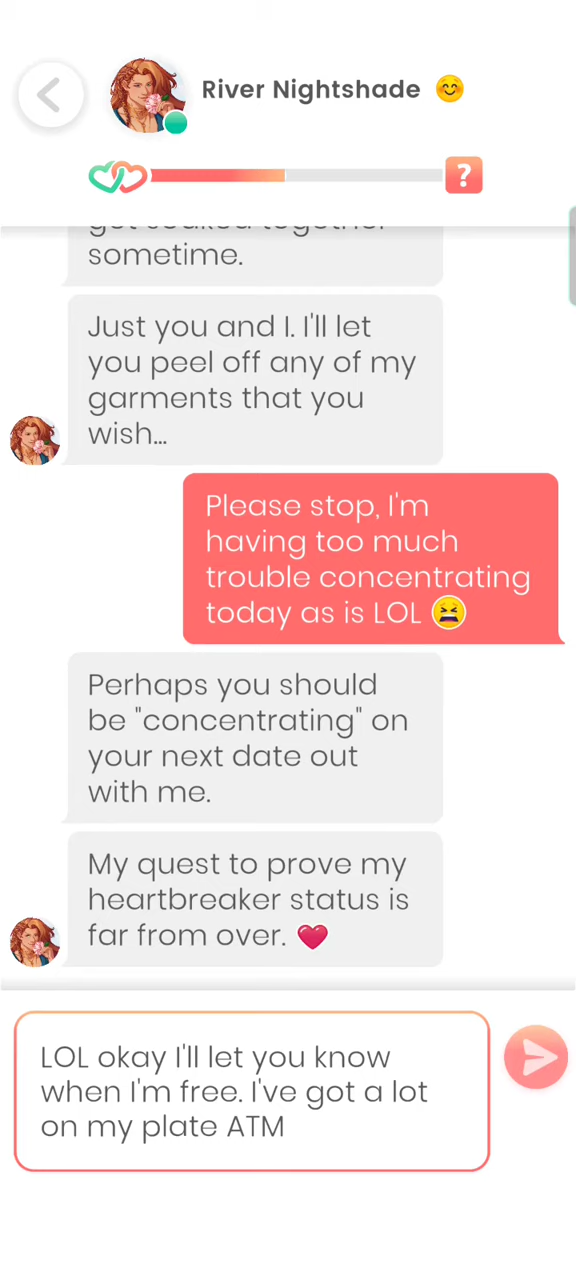 River Nightshade 😊
?
sometime.
Just you and I. I'll let
you peel off any of my
garments that you
wish...
Please stop, I'm
having too much
trouble concentrating
today as is LOL 😫
Perhaps you should
be "concentrating" on
your next date out
with me.
My quest to prove my
heartbreaker status is
far from over. ❤️
LOL okay I'll let you know
when I'm free. I've got a lot
on my plate ATM